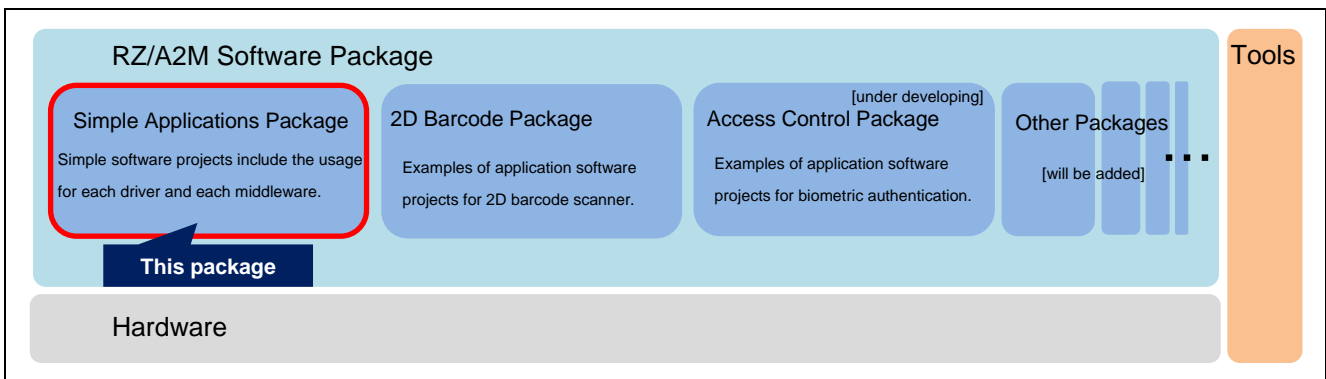 RZ/A2M Software Package
Tools
Simple Applications Package
Simple software projects include the usage
for each driver and each middleware.
This package
2D Barcode Package
Examples of application software
projects for 2D barcode scanner.
[under developing]
Access Control Package
Examples of application software
projects for biometric authentication.
Other Packages
[will be added]
...
Hardware